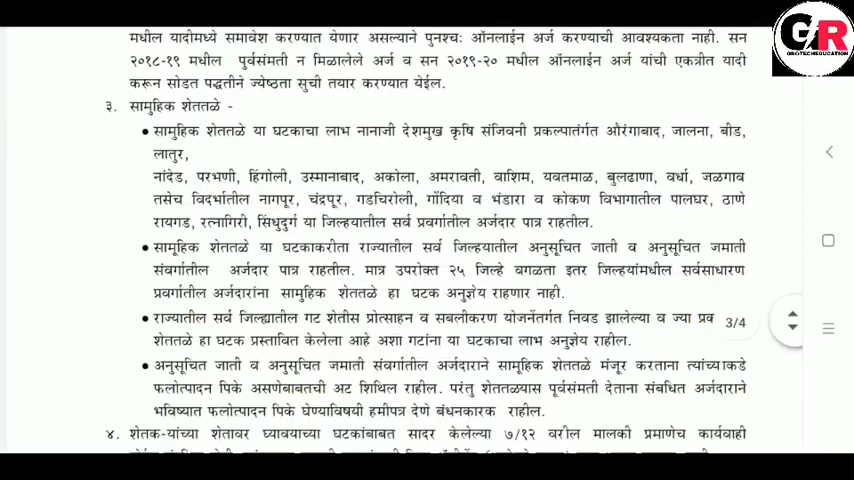 मधील यादीमध्ये समावेश करण्यात येणार असल्याने पुनश्चः ऑनलाईन अर्ज करण्याची आवश्यकता नाही. सन
२०१८-१९ मधील पुर्वसंमती न मिळालेले अर्ज व सन २०१९-२० मधील ऑनलाईन अर्ज यांची एकत्रीत यादी
करून सोडत पद्धतीने ज्येष्ठता सुची तयार करण्यात येईल.
३. सामुहिक शेततळे -
● सामुहिक शेततळे या घटकाचा लाभ नानाजी देशमुख कृषि संजिवनी प्रकल्पातंर्गत औरंगाबाद, जालना, बीड,
लातुर,
नांदेड, परभणी, हिंगोली, उस्मानाबाद, अकोला, अमरावती, वाशिम, यवतमाळ, बुलढाणा, वर्धा, जळगाव
तसेच विदर्भातील नागपूर, चंद्रपूर, गडचिरोली, गोंदिया व भंडारा व कोकण विभागातील पालघर, ठाणे
रायगड, रत्नागिरी, सिंधुदुर्ग या जिल्हयातील सर्व प्रवर्गातील अर्जदार पात्र राहतील.
● सामूहिक शेततळे या घटकाकरीता राज्यातील सर्व जिल्हयातील अनुसूचित जाती व अनुसूचित जमाती
संवर्गातील अर्जदार पात्र राहतील. मात्र उपरोक्त २५ जिल्हे वगळता इतर जिल्हयांमधील सर्वसाधारण
प्रवर्गातील अर्जदारांना सामुहिक शेततळे हा घटक अनुज्ञेय राहणार नाही.
● राज्यातील सर्व जिल्ह्यातील गट शेतीस प्रोत्साहन व सबलीकरण योजनेंतर्गत निवड झालेल्या व ज्या प्रव
शेततळे हा घटक प्रस्तावित केलेला आहे अशा गटांना या घटकाचा लाभ अनुज्ञेय राहील.
● अनुसूचित जाती व अनुसूचित जमाती संवर्गातील अर्जदाराने सामूहिक शेततळे मंजूर करताना त्यांच्याकडे
फलोत्पादन पिके असणेबाबतची अट शिथिल राहील. परंतु शेततळयास पूर्वसंमती देताना संबधित अर्जदाराने
भविष्यात फलोत्पादन पिके घेण्याविषयी हमीपत्र देणे बंधनकारक राहील.
४. शेतक-यांच्या शेतावर घ्यावयाच्या घटकांबाबत सादर केलेल्या ७/१२ वरील मालकी प्रमाणेच कार्यवाही
3/4
GR
GROTECHEDUCATION